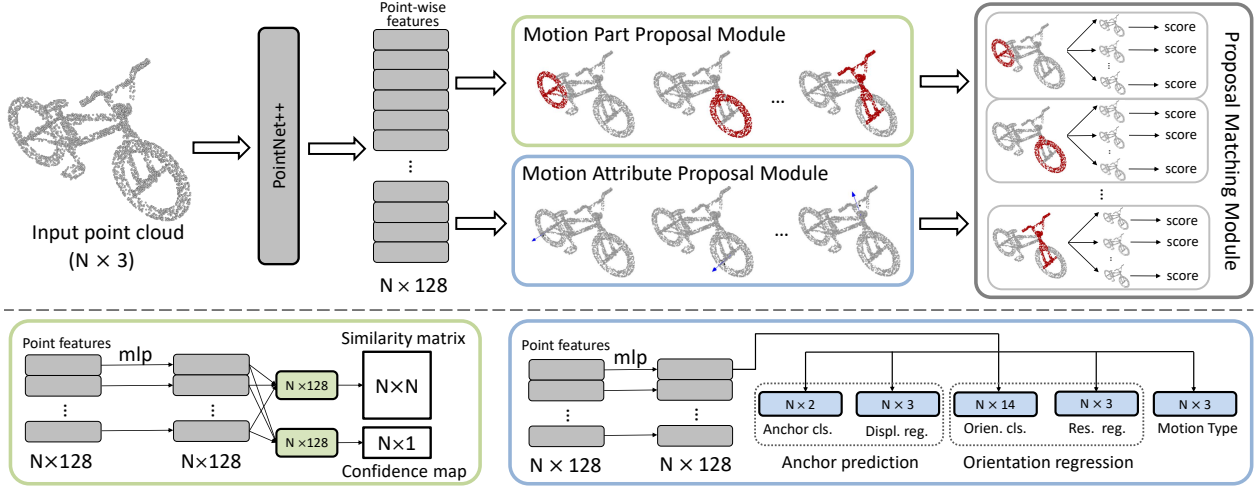 Input point cloud
(N × 3)
PointNet++
Point-wise
features
...
N × 128
Motion Part Proposal Module
...
Motion Attribute Proposal Module
...
score
score
...
score
score
score
score
...
score
score
...
score
Proposal Matching Module
Point features
mlp
...
...
N×128
N×128
N ×128
N ×128
Similarity matrix
N×N
N×1
Confidence map
Point features
mlp
...
...
N × 128
N × 128
N × 2
N × 3
N × 14
N × 3
N × 3
Anchor cls.
Displ. reg.
Orien. cls.
Res. reg.
Motion Type
Anchor prediction
Orientation regression